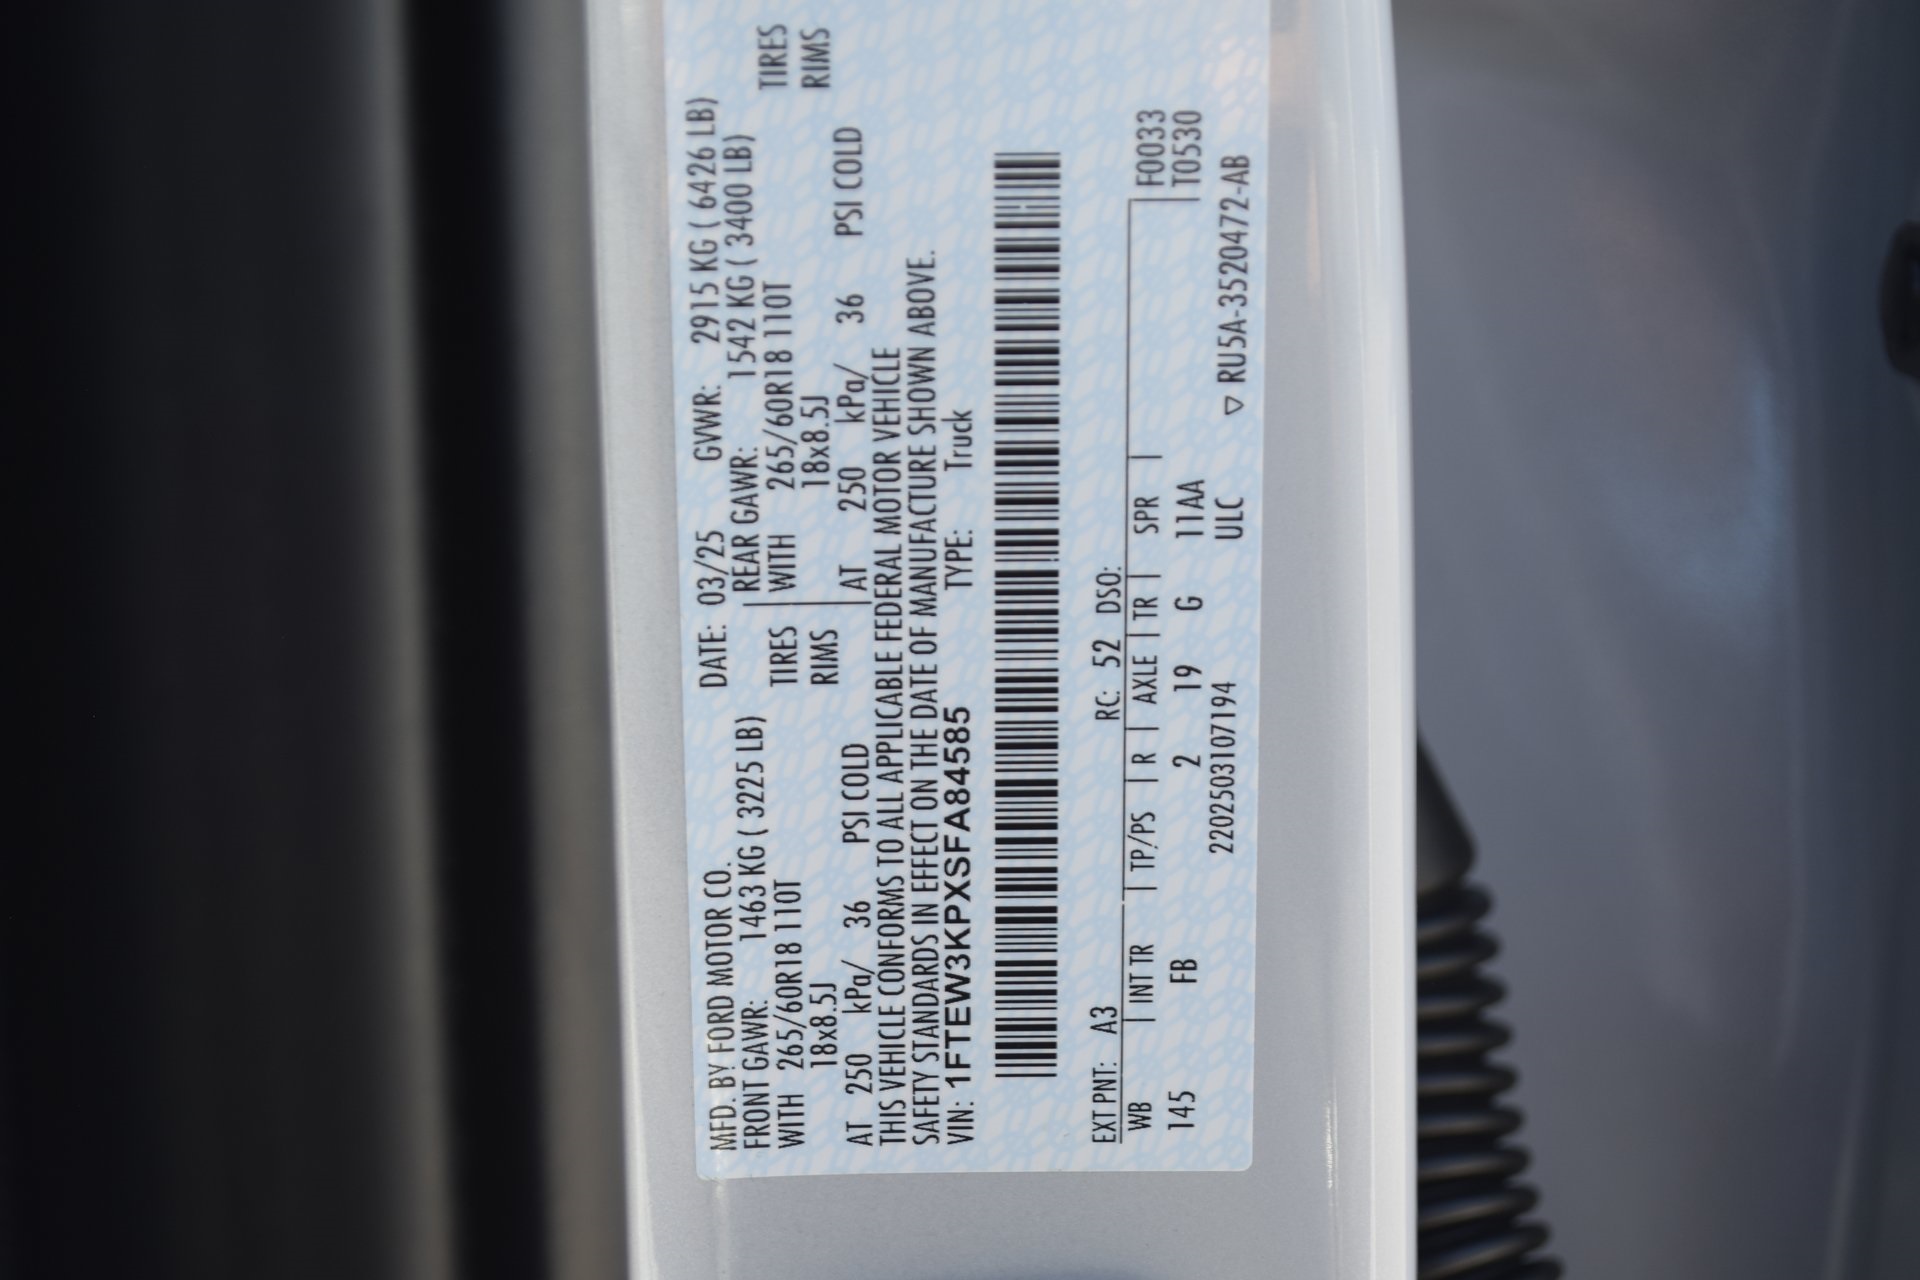 MFD. BY FORD MOTOR CO. DATE: 03/25 GVWR: 2915 KG ( 6426 LB)
FRONT GAWR: 1463 KG ( 3225 LB) REAR GAWR: 1542 KG ( 3400 LB)
WITH 265/60R18 110T TIRES WITH 265/60R18 110T TIRES
18x8.5J RIMS 18x8.5J RIMS
AT 250 kPa/ 36 PSI COLD AT 250 kPa/ 36 PSI COLD
THIS VEHICLE CONFORMS TO ALL APPLICABLE FEDERAL MOTOR VEHICLE
SAFETY STANDARDS IN EFFECT ON THE DATE OF MANUFACTURE SHOWN ABOVE.
VIN: 1FTEW3KPXSFA84585 TYPE: Truck
EXT PNT: A3 RC: 52 DSO:
F0033
WB | INT TR | TP/PS | R | AXLE | TR | SPR |
T0530
145 FB 2 19 G 11AA
2202503107194 ULC
▽ RU5A-3520472-AB